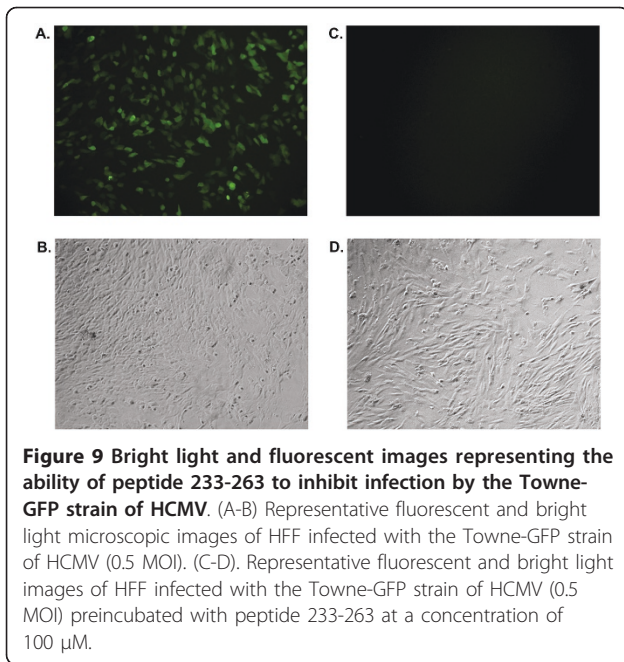 A.
C.
B.
D.
Figure 9 Bright light and fluorescent images representing the
ability of peptide 233-263 to inhibit infection by the Towne-
GFP strain of HCMV. (A-B) Representative fluorescent and bright
light microscopic images of HFF infected with the Towne-GFP strain
of HCMV (0.5 MOI). (C-D). Representative fluorescent and bright light
images of HFF infected with the Towne-GFP strain of HCMV (0.5
MOI) preincubated with peptide 233-263 at a concentration of
100 μM.